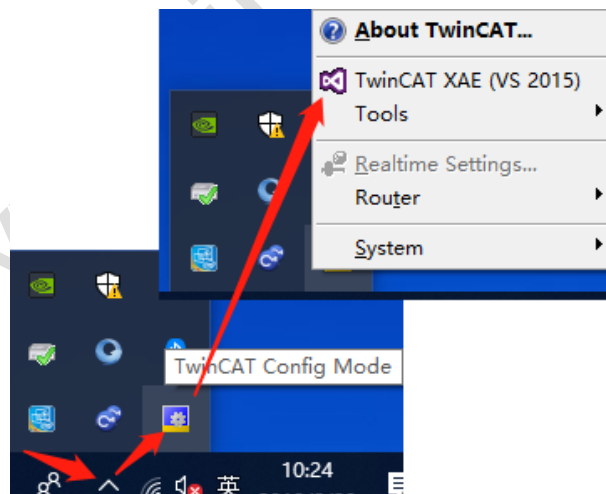 About TwinCAT...
TwinCAT XAE (VS 2015)
Tools
Realtime Settings...
Router
System
TwinCAT Config Mode
10:24
英